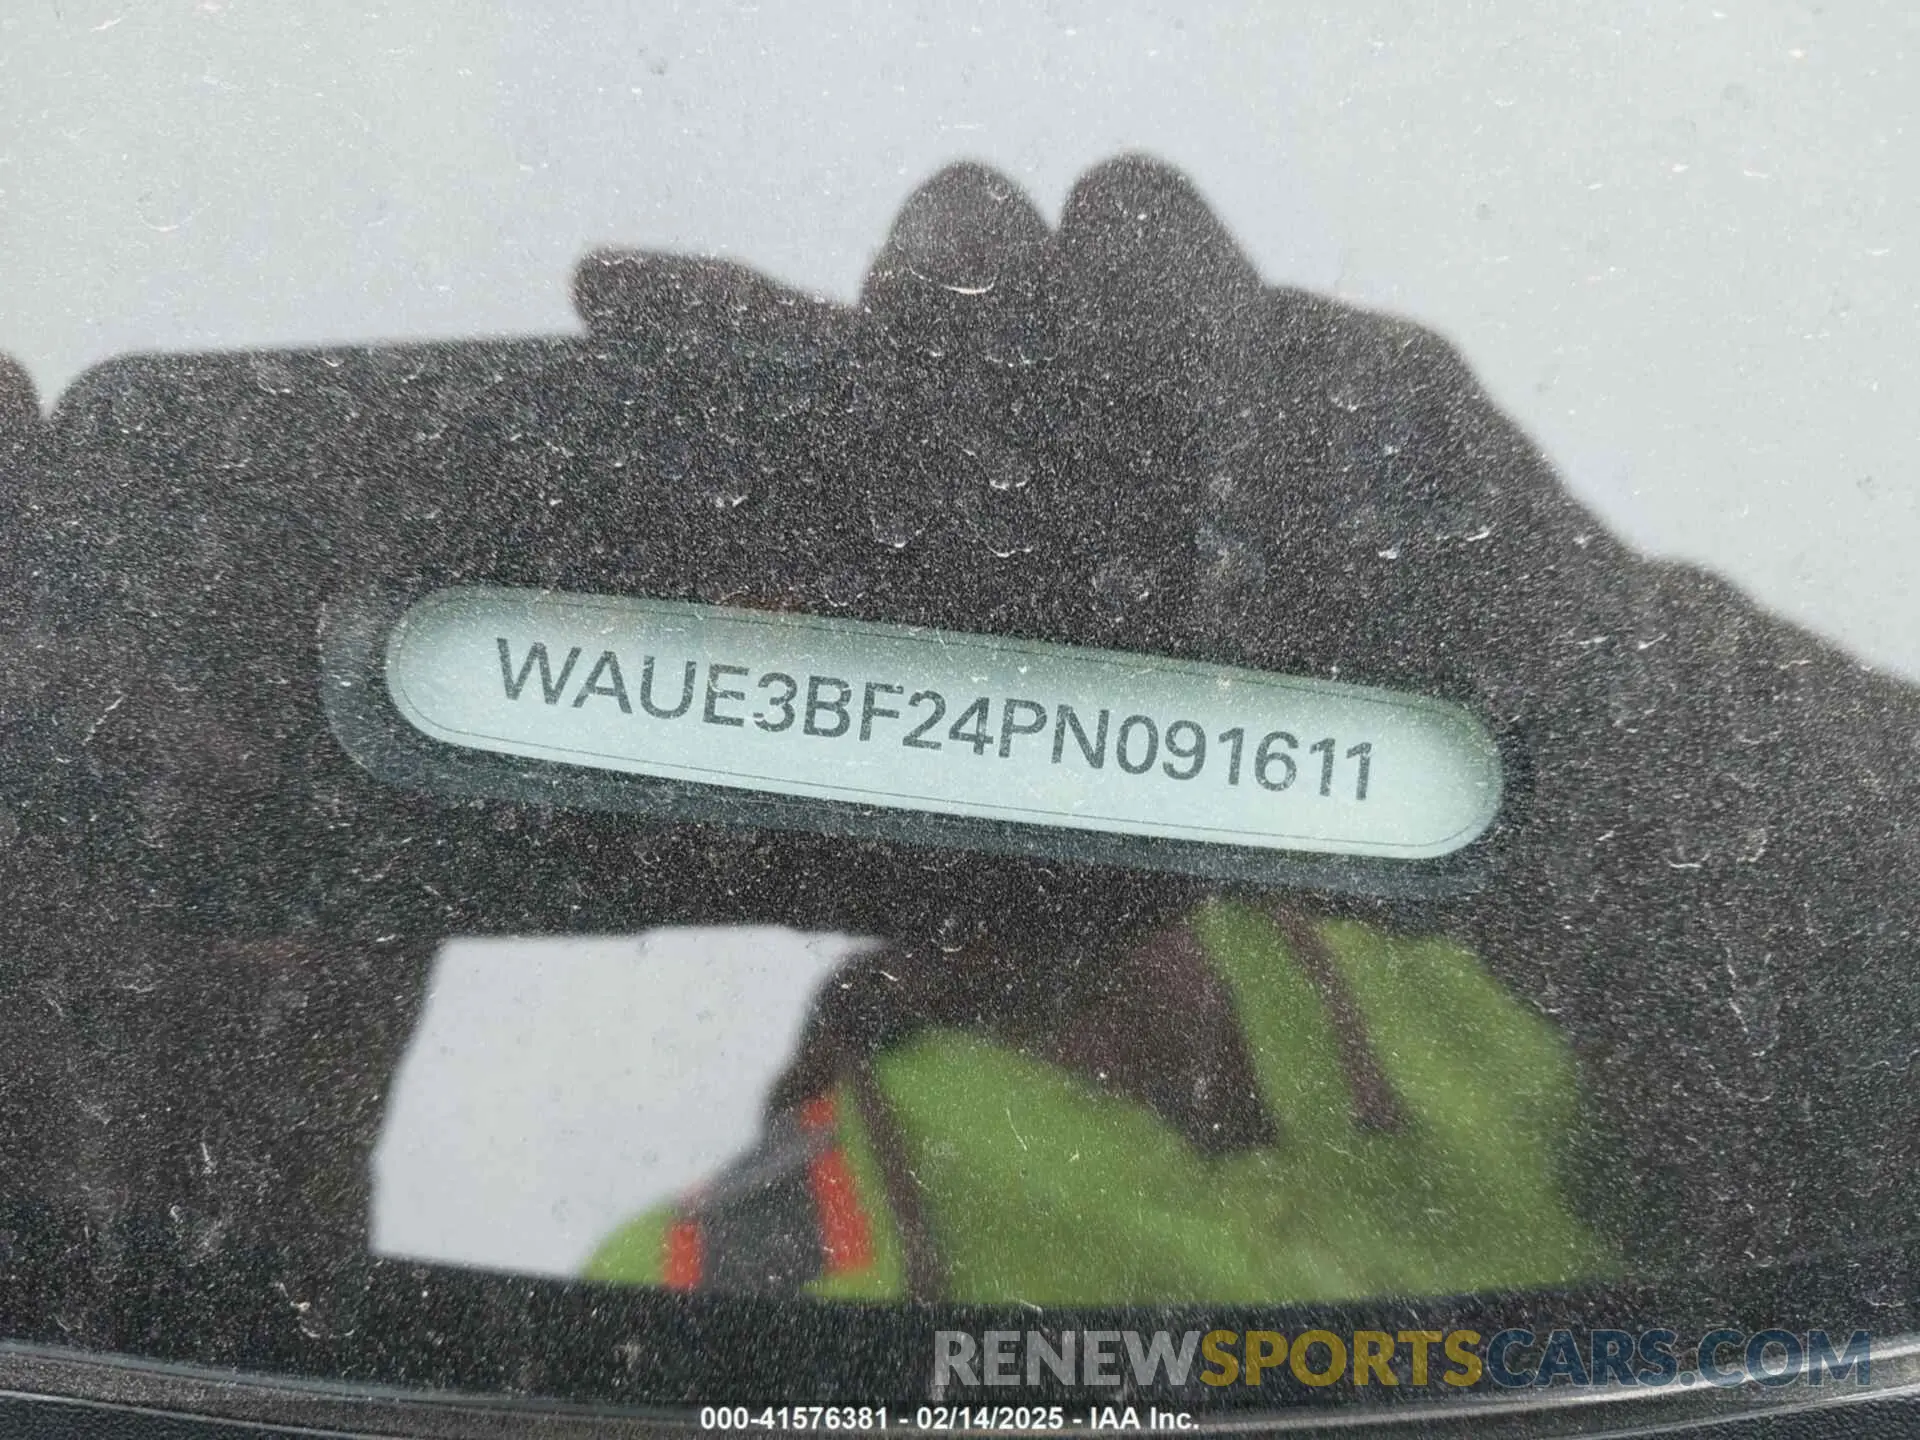 WAUE3BF24PN091611
RENEWSPORTSCARS.COM
000-41576381 - 02/14/2025 - IAA Inc.